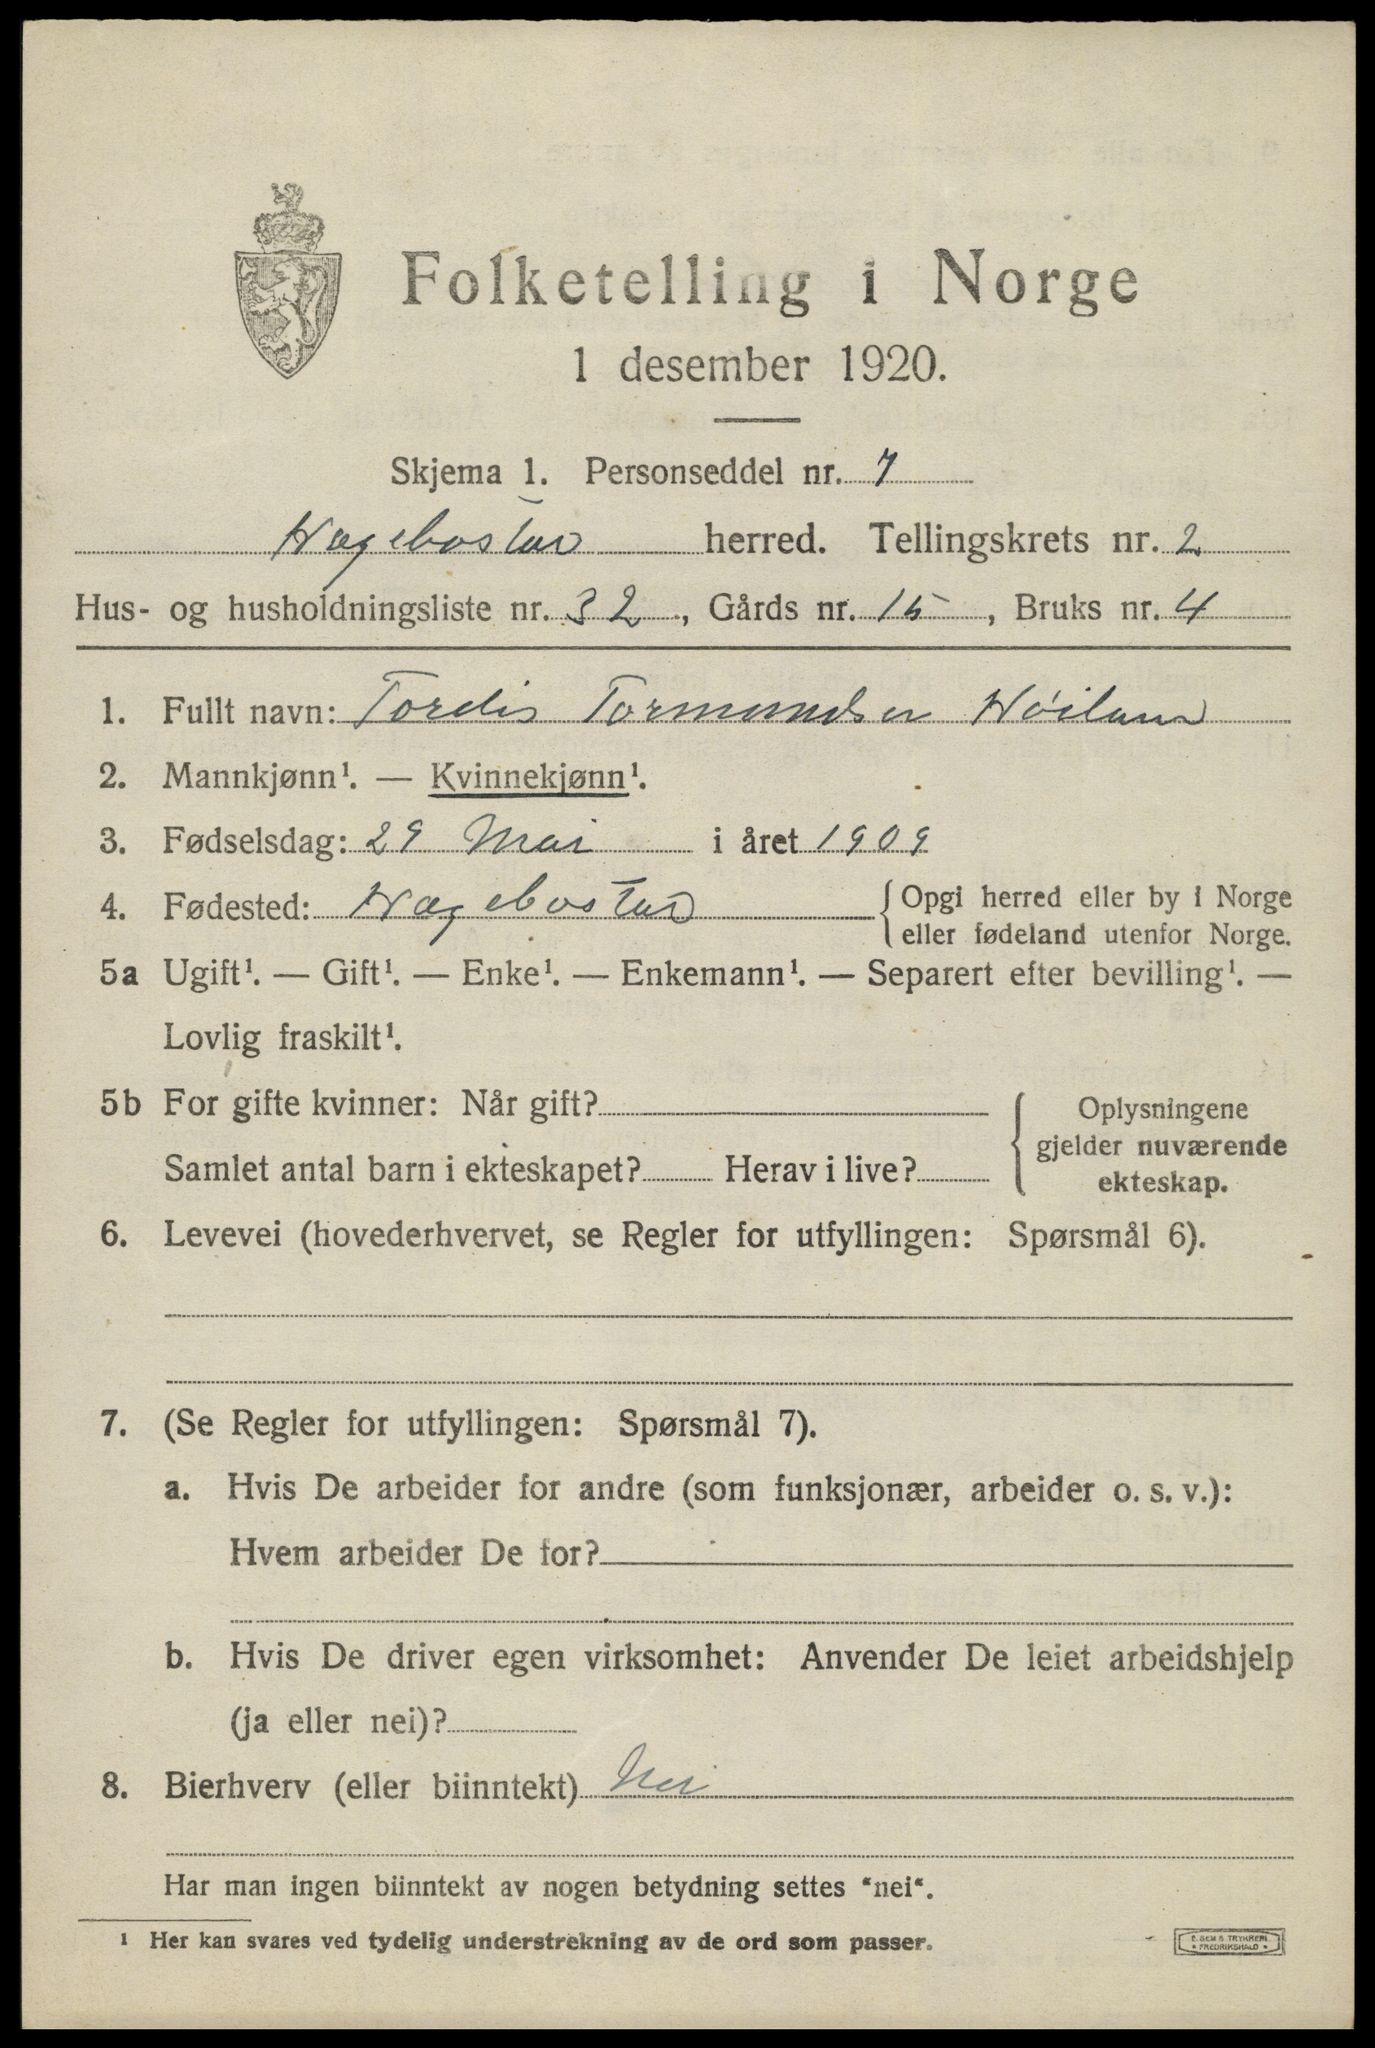 Folketelling i Norge
1 desember 1920.
Skjema 1. Personseddel nr. 7
Hægebostad herred. Tellingskrets nr. 2
Hus- og husholdningsliste nr. 32, Gårds nr. 15, Bruks nr. 4
1. Fullt navn: Tordis Tormundsen Höiland
2. Mannkjønn¹. — Kvinnekjønn¹.
3. Fødselsdag: 29 Mai i året 1909
4. Fødested: Hægebostad {Opgi herred eller by i Norge
eller fødeland utenfor Norge.
5a Ugift¹. — Gift¹. — Enke¹. — Enkemann¹. — Separert efter bevilling¹. —
Lovlig fraskilt¹.
5b For gifte kvinner: Når gift? Oplysningene
gjelder nuværende
Samlet antal barn i ekteskapet? Herav i live? ekteskap.
6. Levevei (hovederhvervet, se Regler for utfyllingen: Spørsmål 6).
7. (Se Regler for utfyllingen: Spørsmål 7).
a. Hvis De arbeider for andre (som funksjonær, arbeider o. s. v.):
Hvem arbeider De for?
b. Hvis De driver egen virksomhet: Anvender De leiet arbeidshjelp
(ja eller nei)?
8. Bierhverv (eller biinntekt) Nei
Har man ingen biinntekt av nogen betydning settes "nei".
¹ Her kan svares ved tydelig understrekning av de ord som passer.
E. SEM S TRYKKERI
* FREDRIKSHALD *